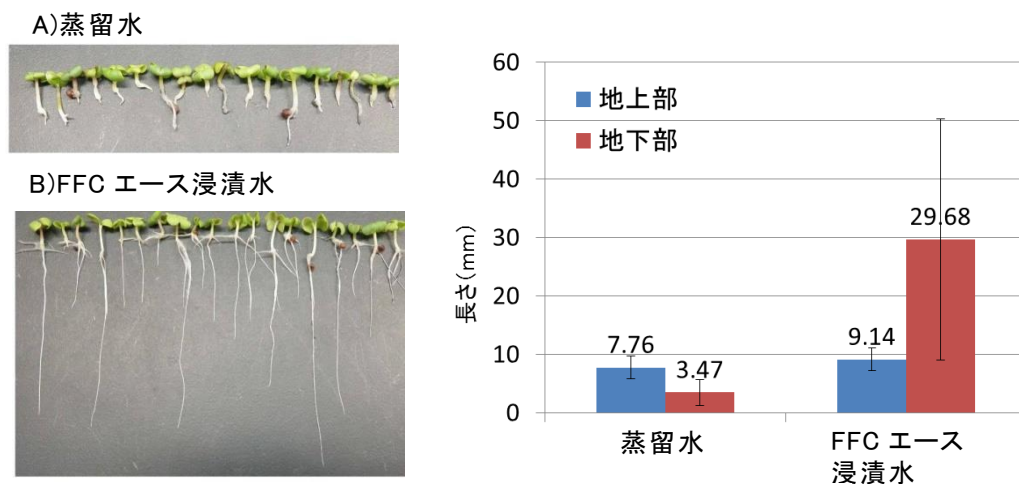 A)蒸留水
B)FFC エース浸漬水
60
50
40
30
20
10
0
長さ(mm)
地上部
地下部
7.76
3.47
9.14
29.68
蒸留水
FFC エース
浸漬水